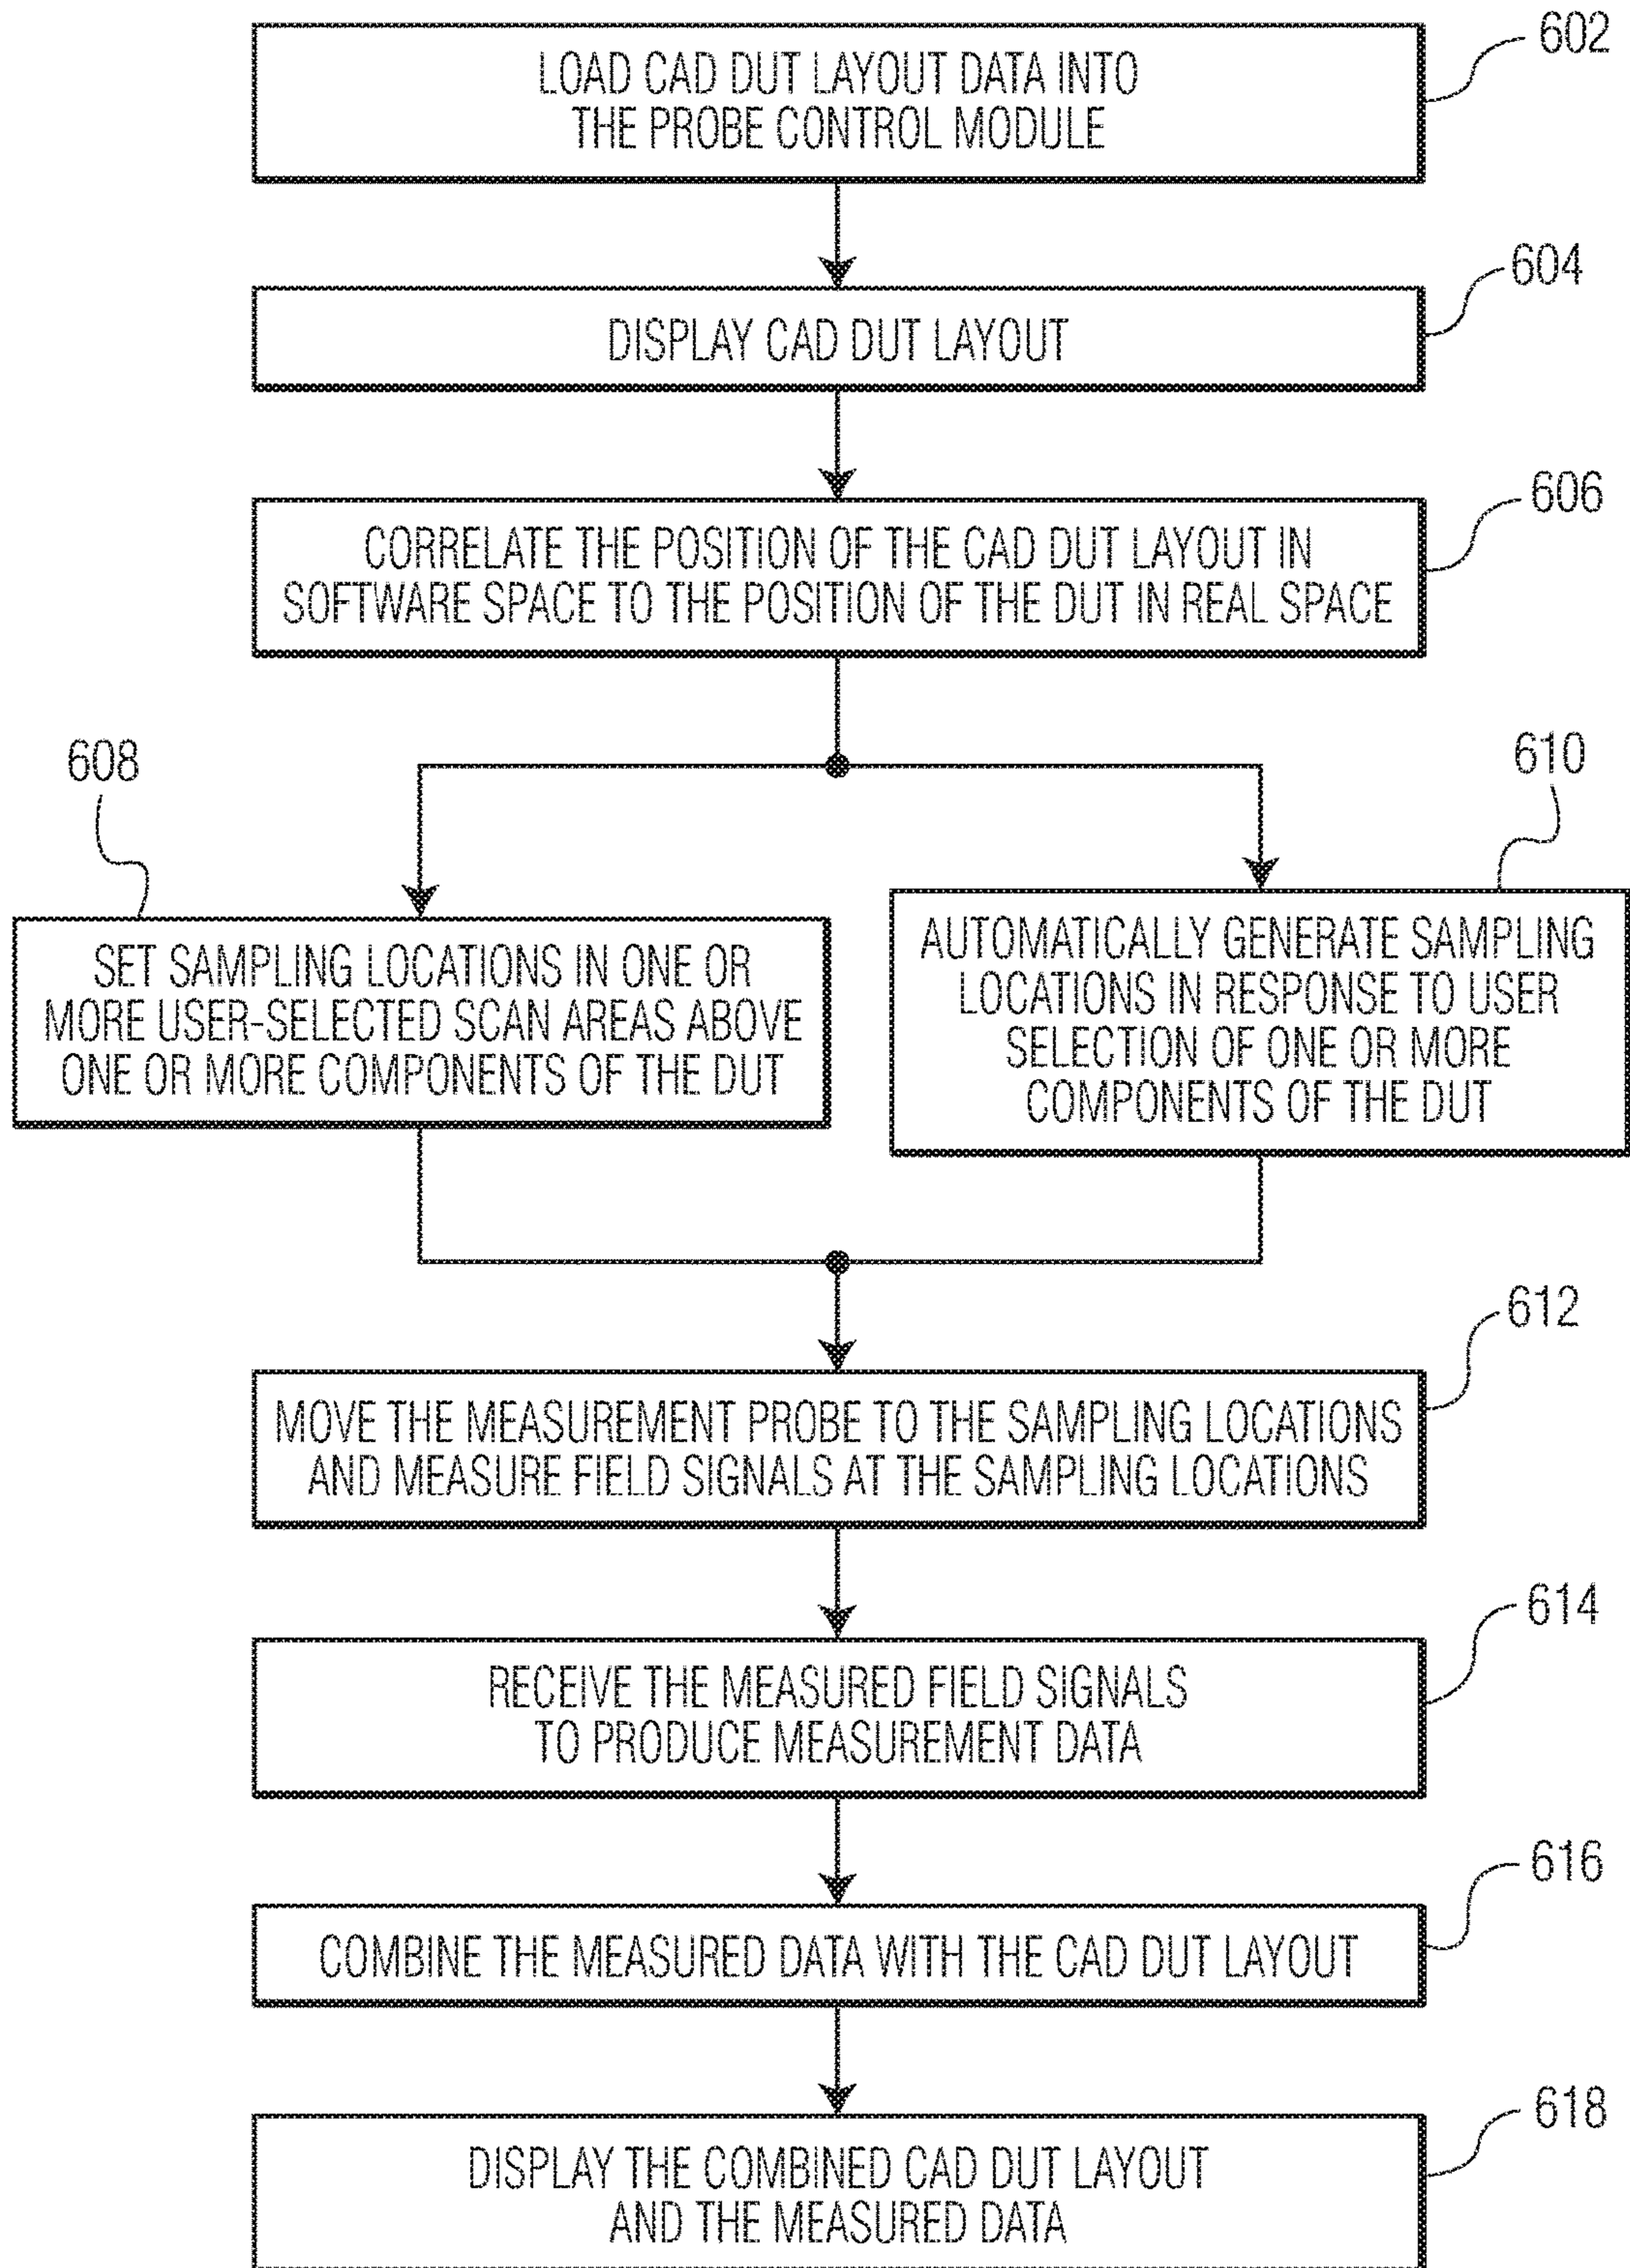 602
LOAD CAD DUT LAYOUT DATA INTO
THE PROBE CONTROL MODULE
604
DISPLAY CAD DUT LAYOUT
606
CORRELATE THE POSITION OF THE CAD DUT LAYOUT IN
SOFTWARE SPACE TO THE POSITION OF THE DUT IN REAL SPACE
608
SET SAMPLING LOCATIONS IN ONE OR
MORE USER-SELECTED SCAN AREAS ABOVE
ONE OR MORE COMPONENTS OF THE DUT
610
AUTOMATICALLY GENERATE SAMPLING
LOCATIONS IN RESPONSE TO USER
SELECTION OF ONE OR MORE
COMPONENTS OF THE DUT
612
MOVE THE MEASUREMENT PROBE TO THE SAMPLING LOCATIONS
AND MEASURE FIELD SIGNALS AT THE SAMPLING LOCATIONS
614
RECEIVE THE MEASURED FIELD SIGNALS
TO PRODUCE MEASUREMENT DATA
616
COMBINE THE MEASURED DATA WITH THE CAD DUT LAYOUT
618
DISPLAY THE COMBINED CAD DUT LAYOUT
AND THE MEASURED DATA